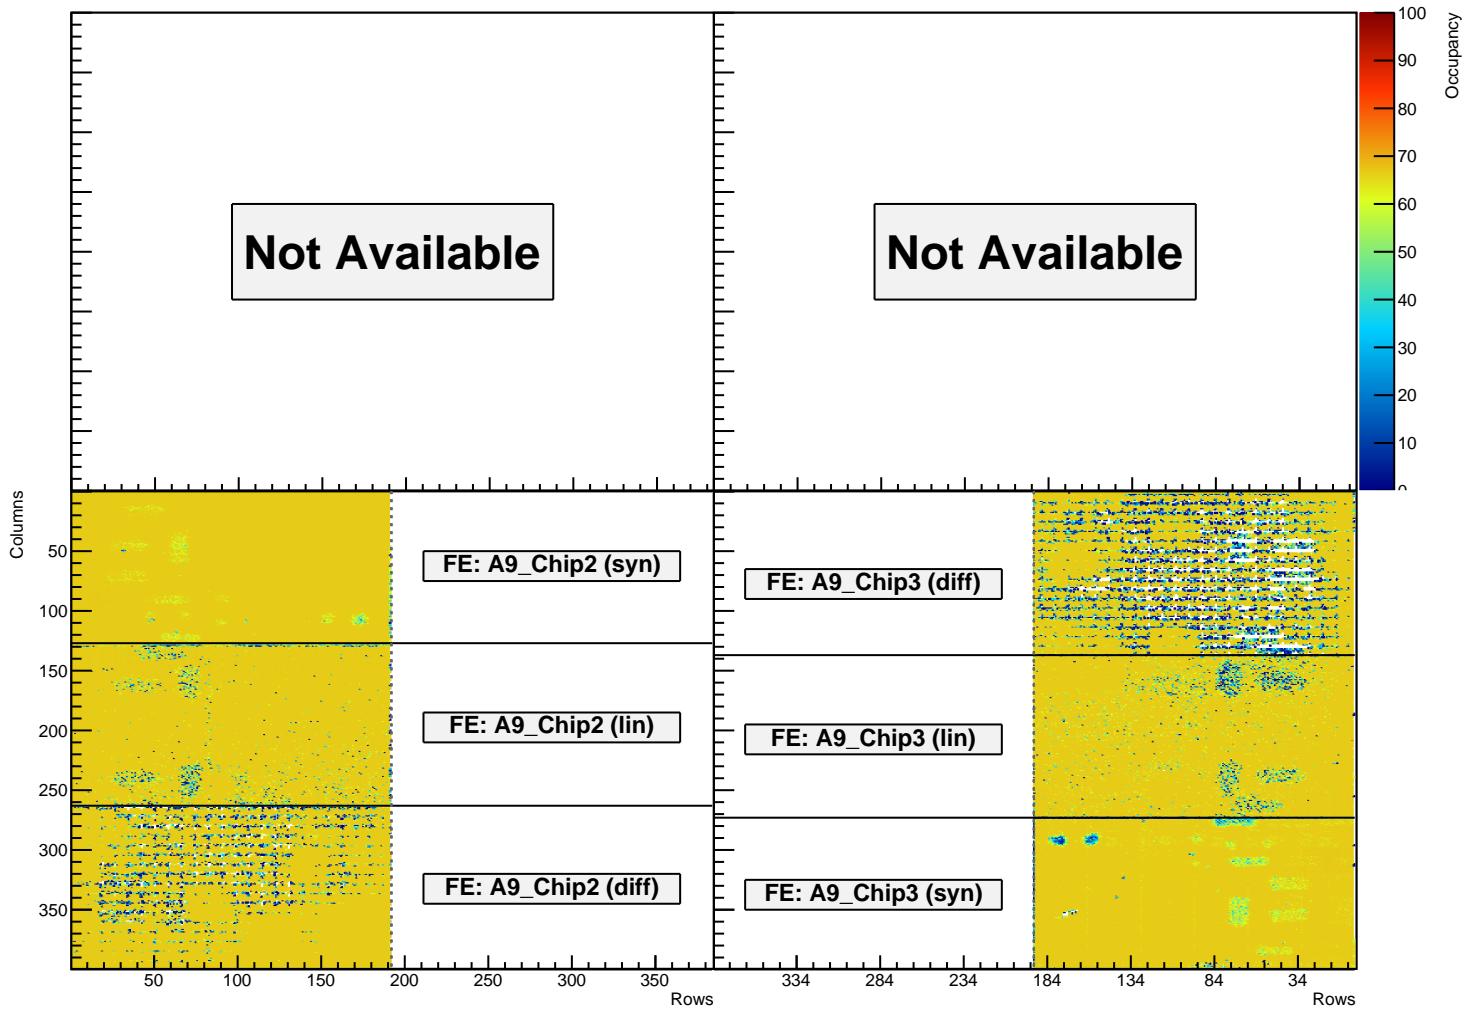 100
Occupancy
90
80
70
60
50
40
30
20
10
0
Not Available
Not Available
Columns
50
100
150
200
250
300
350
FE: A9_Chip2 (syn)
FE: A9_Chip2 (lin)
FE: A9_Chip2 (diff)
FE: A9_Chip3 (diff)
FE: A9_Chip3 (lin)
FE: A9_Chip3 (syn)
50 100 150 200 250 300 350
Rows
334 284 234 184 134 84 34
Rows